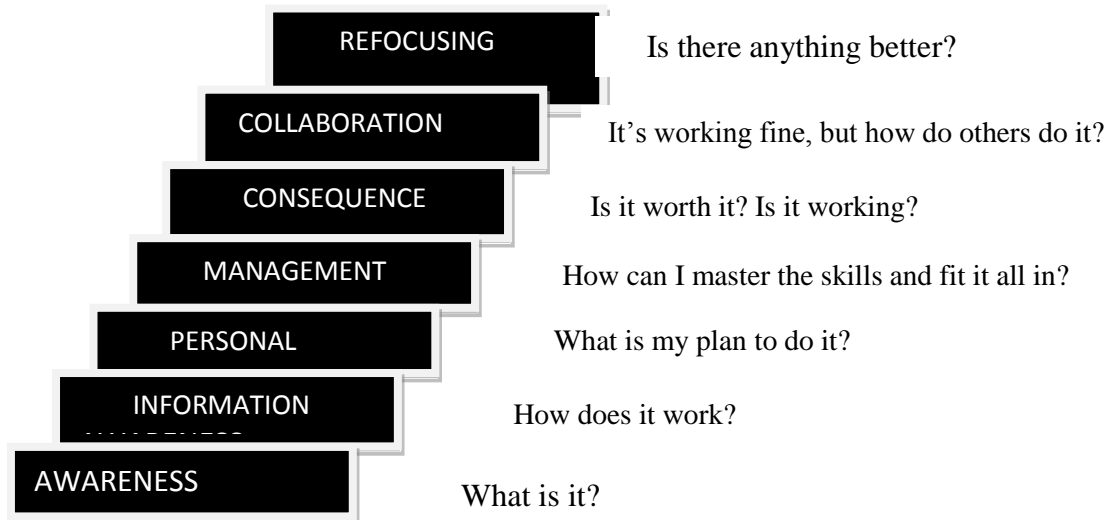 REFOCUSING
Is there anything better?
COLLABORATION
It's working fine, but how do others do it?
CONSEQUENCE
Is it worth it? Is it working?
MANAGEMENT
How can I master the skills and fit it all in?
PERSONAL
What is my plan to do it?
INFORMATION
How does it work?
AWARENESS
What is it?